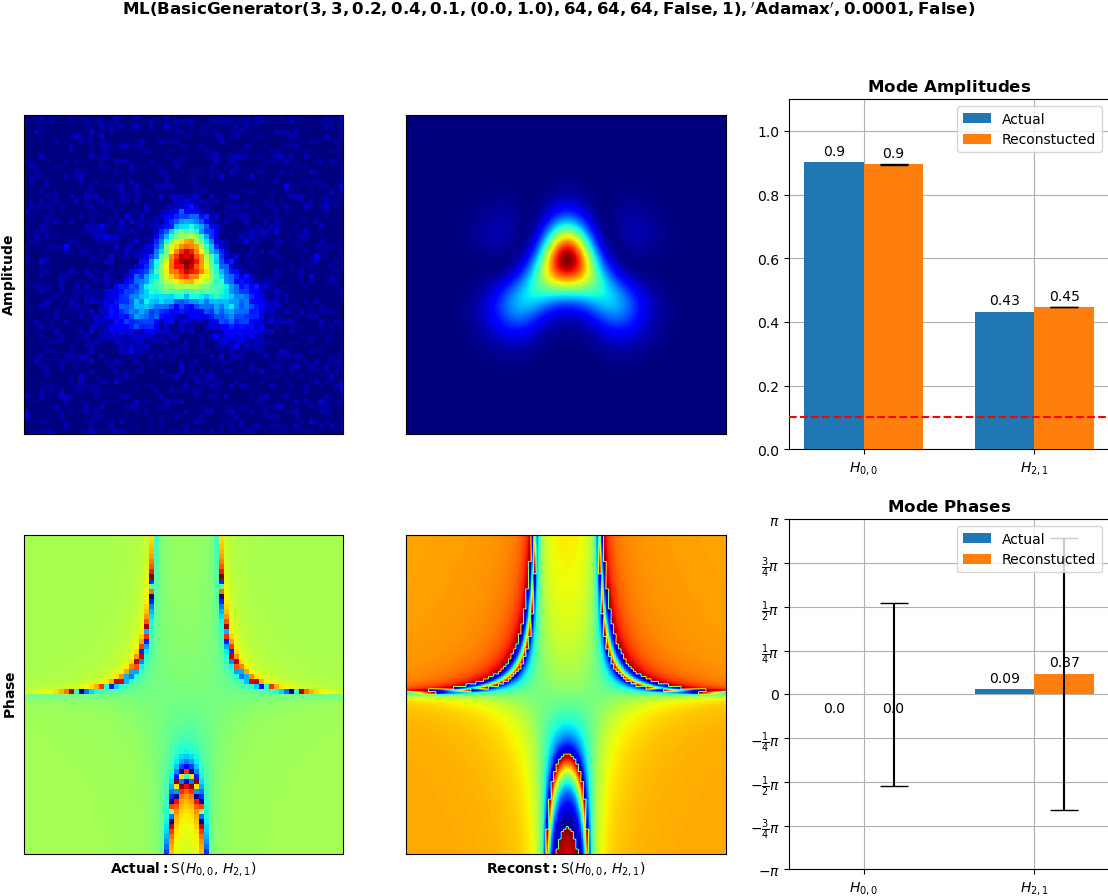 ML(BasicGenerator(3, 3, 0.2, 0.4, 0.1, (0.0, 1.0), 64, 64, 64, False, 1), 'Adamax', 0.0001, False)
Amplitude
Mode Amplitudes
Actual
Reconstucted
1.0
0.8
0.6
0.4
0.2
0.0
0.9
0.9
0.43
0.45
H₀,₀
H₂,₁
Phase
Actual: S(H₀,₀, H₂,₁)
Reconst: S(H₀,₀, H₂,₁)
Mode Phases
Actual
Reconstucted
π
3/4π
1/2π
1/4π
0
−1/4π
−1/2π
−3/4π
−π
0.0
0.0
0.09
0.37
H₀,₀
H₂,₁